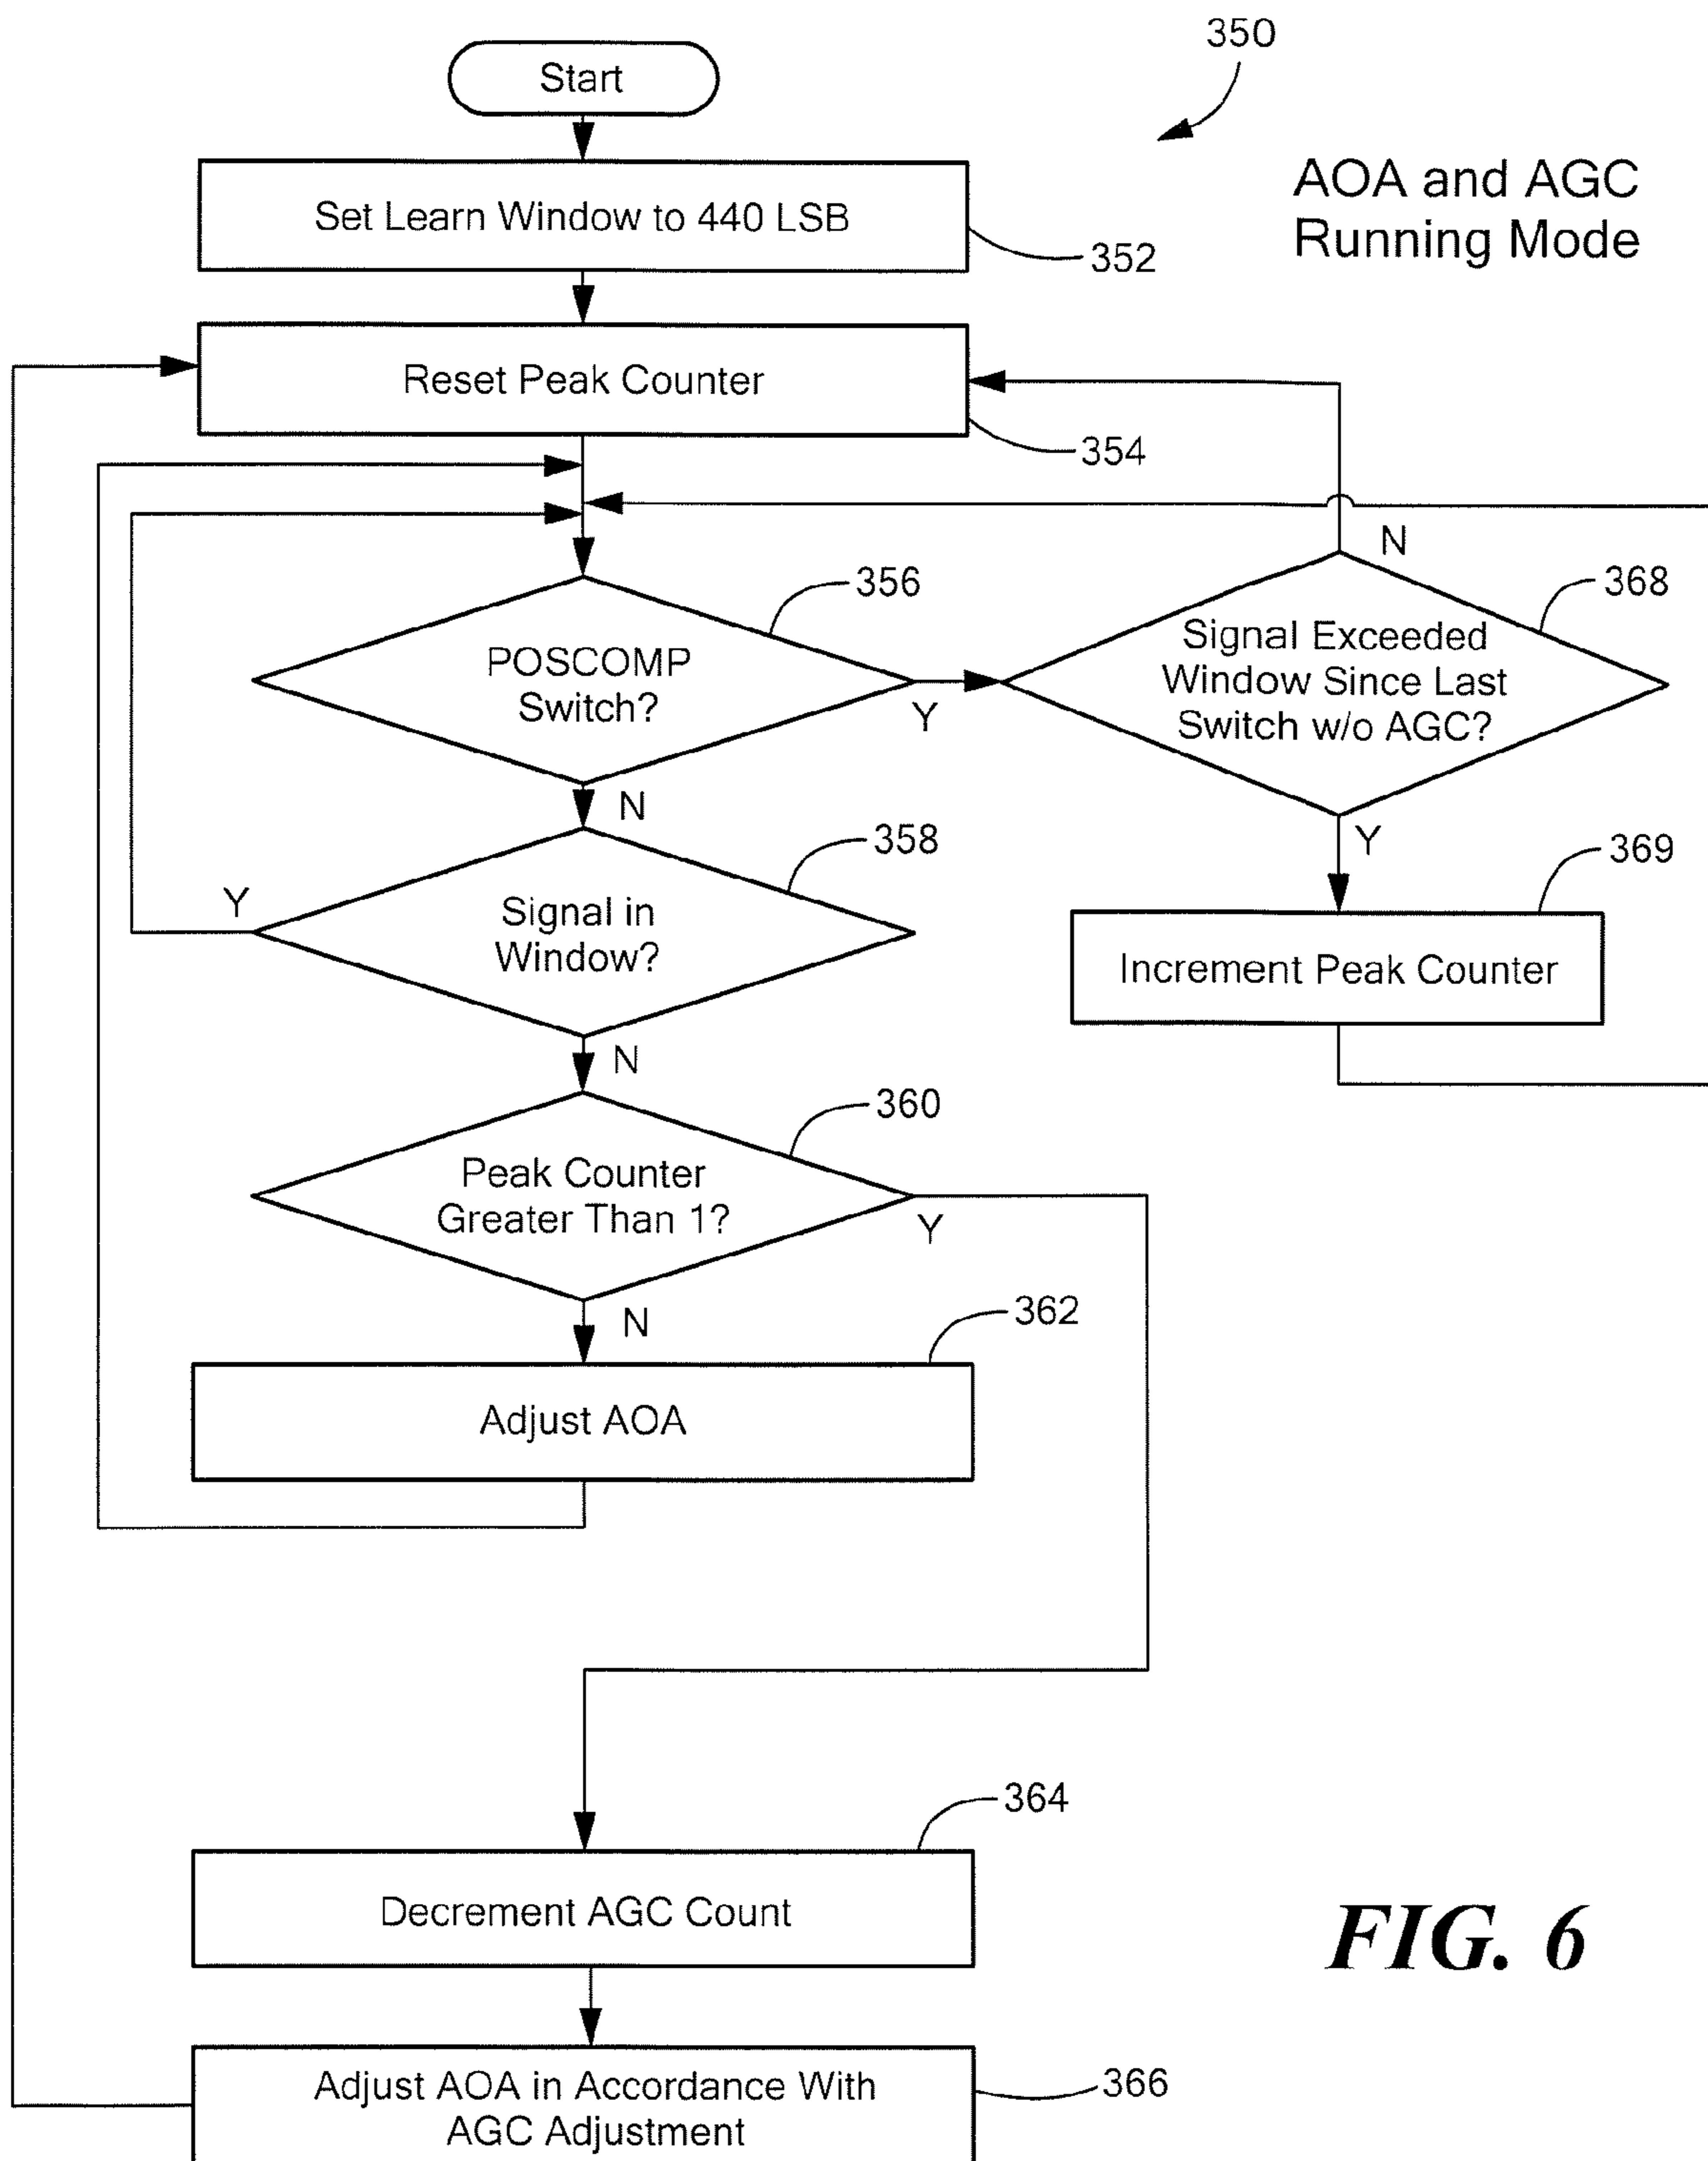 Start
350
AOA and AGC
Running Mode
Set Learn Window to 440 LSB
352
Reset Peak Counter
354
356
POSCOMP
Switch?
Y
N
N
368
Signal Exceeded
Window Since Last
Switch w/o AGC?
Y
369
Increment Peak Counter
358
Signal in
Window?
Y
N
360
Peak Counter
Greater Than 1?
Y
N
362
Adjust AOA
364
Decrement AGC Count
366
Adjust AOA in Accordance With
AGC Adjustment
FIG. 6